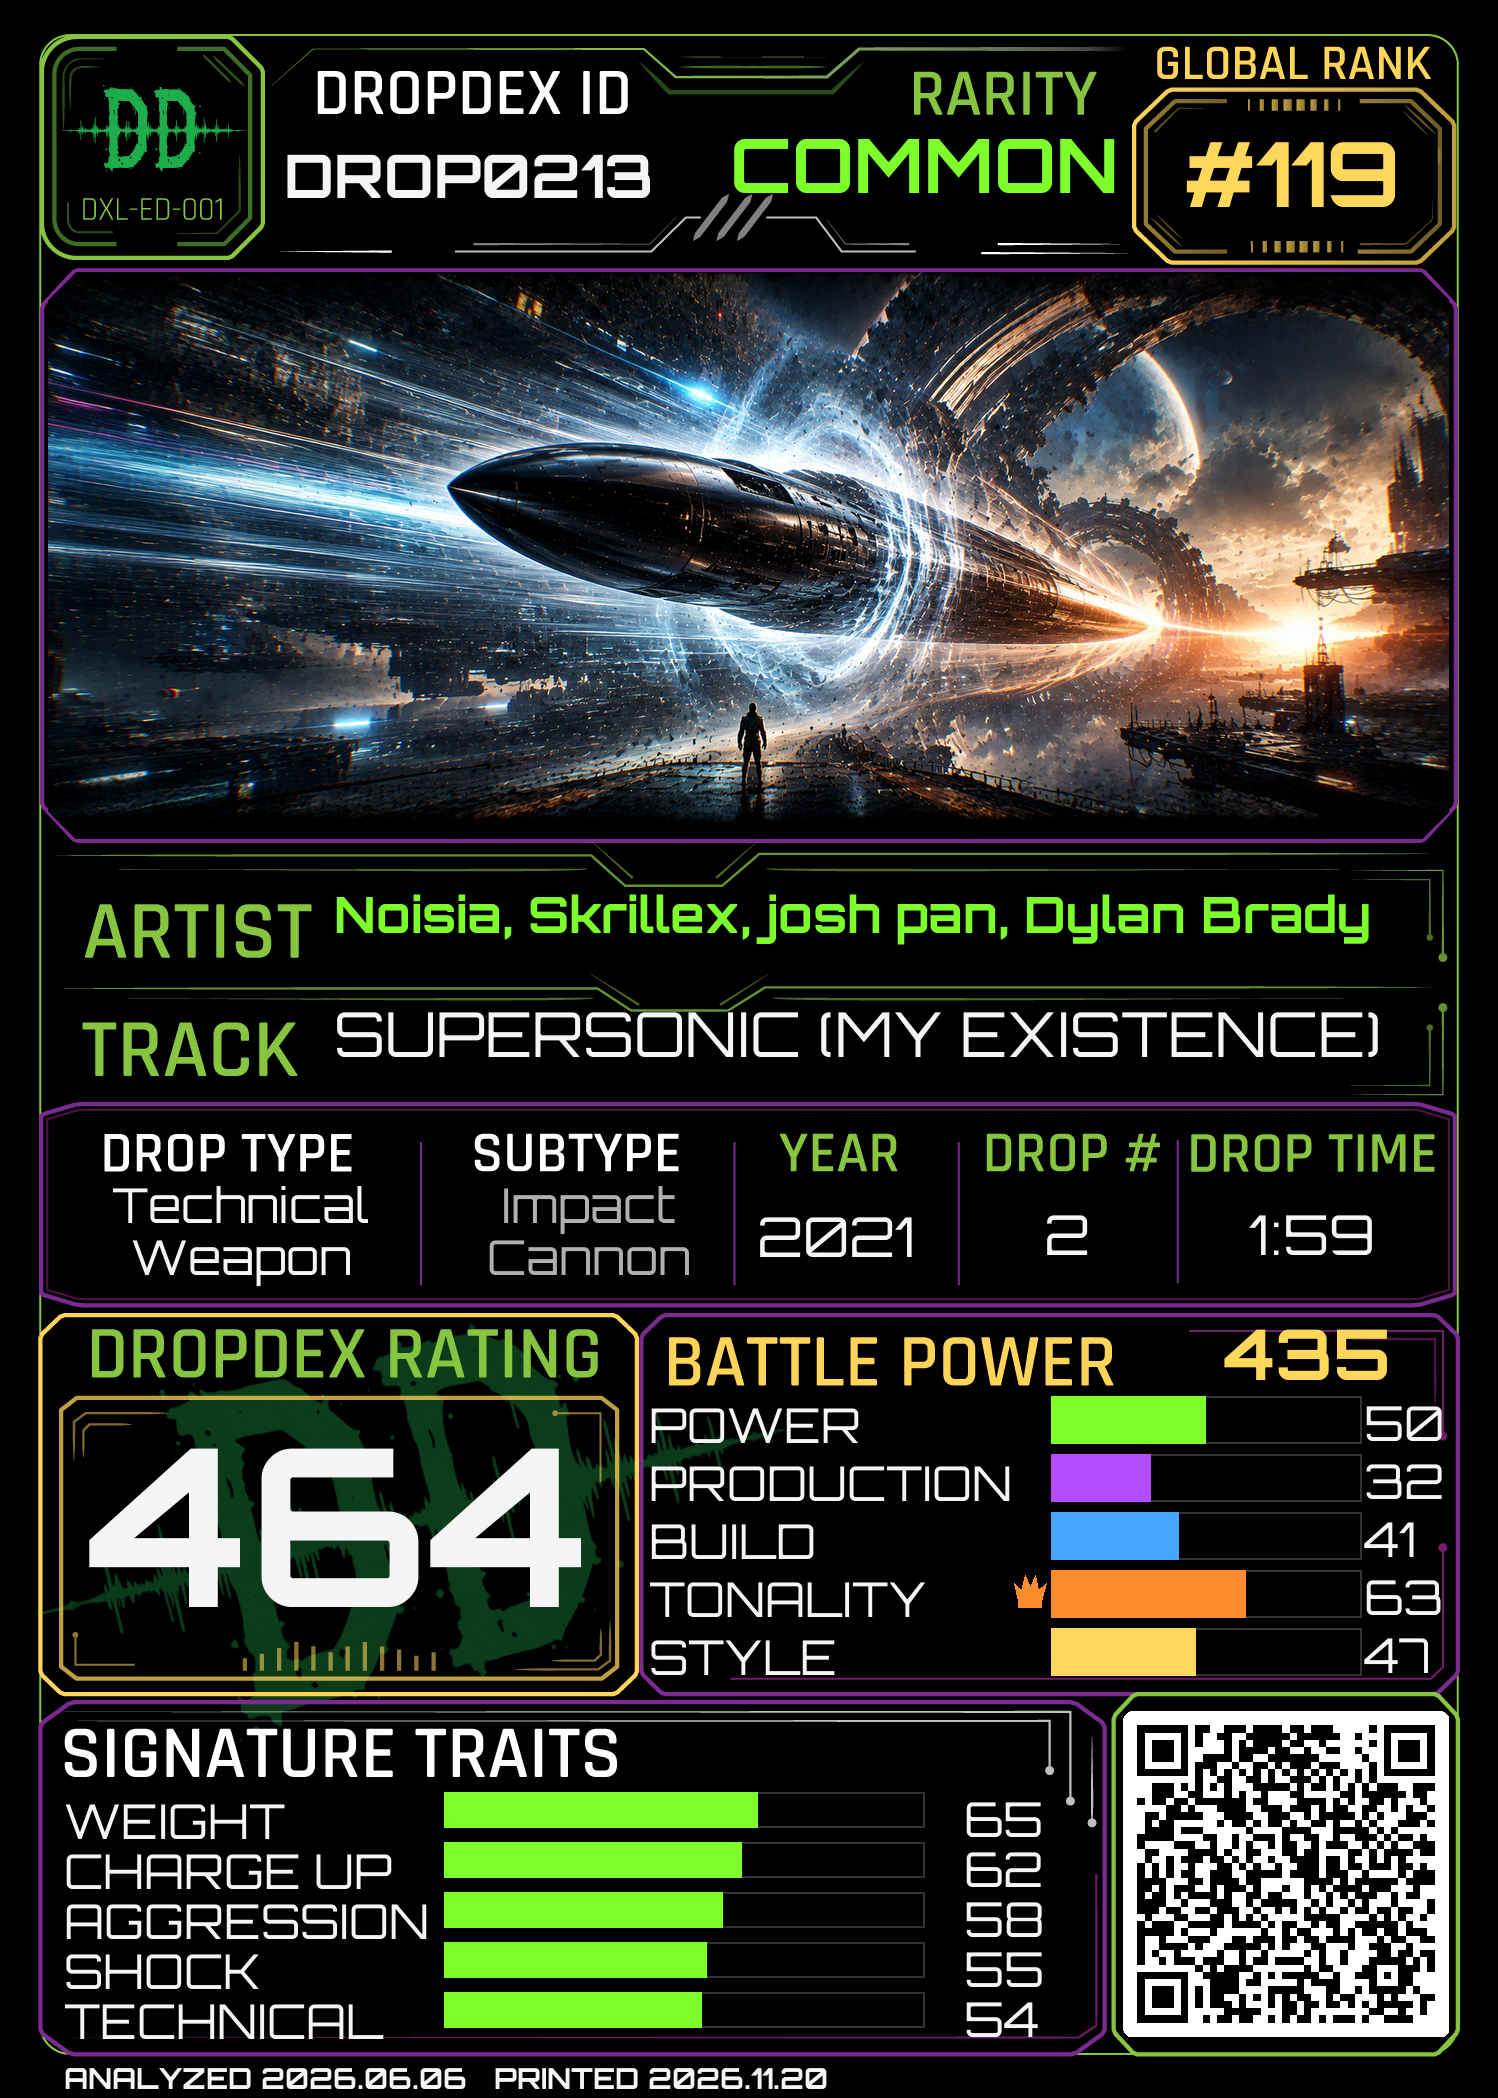 DD
DXL-ED-001
DROPDEX ID
DROP0213
RARITY
COMMON
GLOBAL RANK
#119
ARTIST Noisia, Skrillex, josh pan, Dylan Brady
TRACK SUPERSONIC (MY EXISTENCE)
DROP TYPE
Technical
Weapon
SUBTYPE
Impact
Cannon
YEAR
2021
DROP #
2
DROP TIME
1:59
DROPDEX RATING
464
BATTLE POWER 435
POWER 50
PRODUCTION 32
BUILD 41
TONALITY 63
STYLE 47
SIGNATURE TRAITS
WEIGHT 65
CHARGE UP 62
AGGRESSION 58
SHOCK 55
TECHNICAL 54
ANALYZED 2026.06.06 PRINTED 2026.11.20